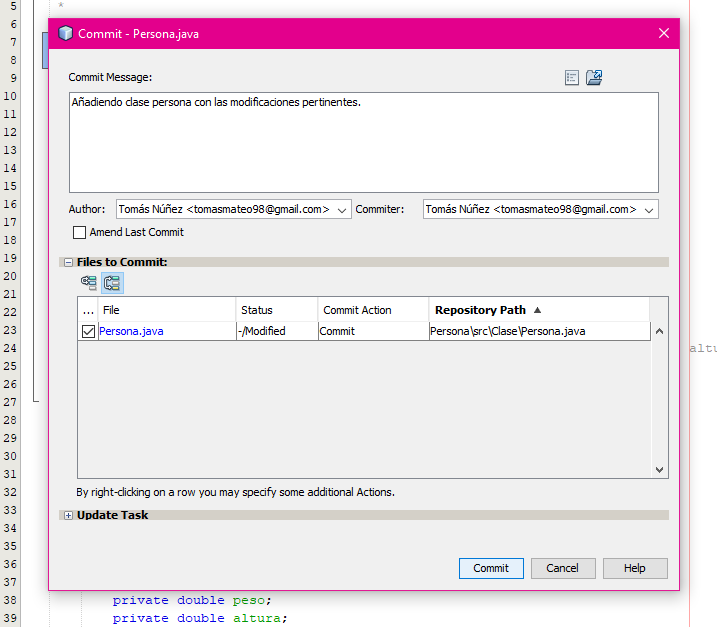 5 *
6
Commit - Persona.java
7
8
9
Commit Message:
10
Añadiendo clase persona con las modificaciones pertinentes.
11
12
13
14
15
16
Author: Tomás Núñez <tomasmateo98@gmail.com> Commiter: Tomás Núñez <tomasmateo98@gmail.com>
17
Amend Last Commit
18
19
Files to Commit:
20
21
22
... File Status Commit Action Repository Path
23
Persona.java -/Modified Commit Persona\src\Clase\Persona.java
24 altu
25
26
27
28
29
30
31
32
By right-clicking on a row you may specify some additional Actions.
33
Update Task
34
35
36
Commit Cancel Help
37
38 private double peso;
39 private double altura;